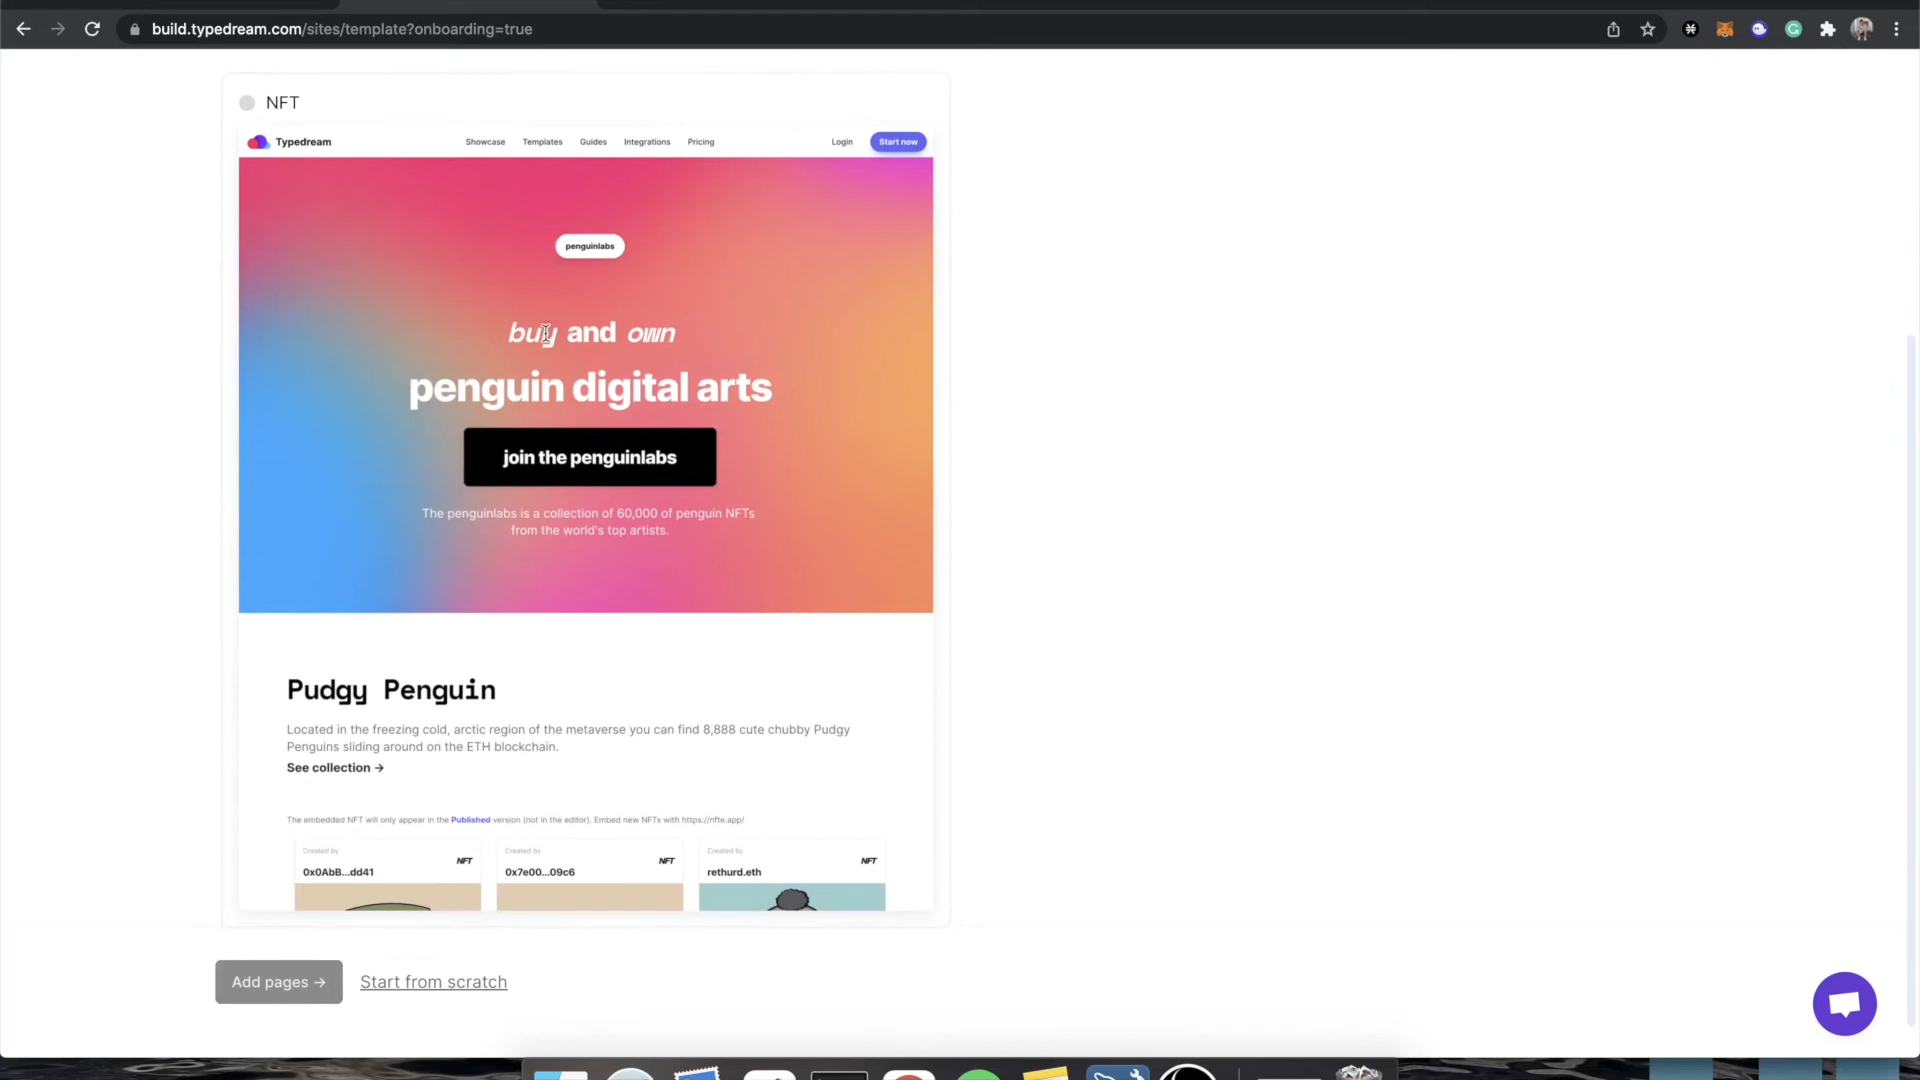 build.typedream.com/sites/template?onboarding=true
NFT
Typedream
Showcase
Templates
Guides
Integrations
Pricing
Login
Start now
penguinlabs
buy and own
penguin digital arts
join the penguinlabs
The penguinlabs is a collection of 60,000 of penguin NFTs
from the world's top artists.
Pudgy Penguin
Located in the freezing cold, arctic region of the metaverse you can find 8,888 cute chubby Pudgy
Penguins sliding around on the ETH blockchain.
See collection →
The embedded NFT will only appear in the Published version (not in the editor). Embed new NFTs with https://nfte.app/
Created by
0x0AbB...dd41
NFT
Created by
0x7e00...09c6
NFT
Created by
rethurd.eth
NFT
Add pages →
Start from scratch